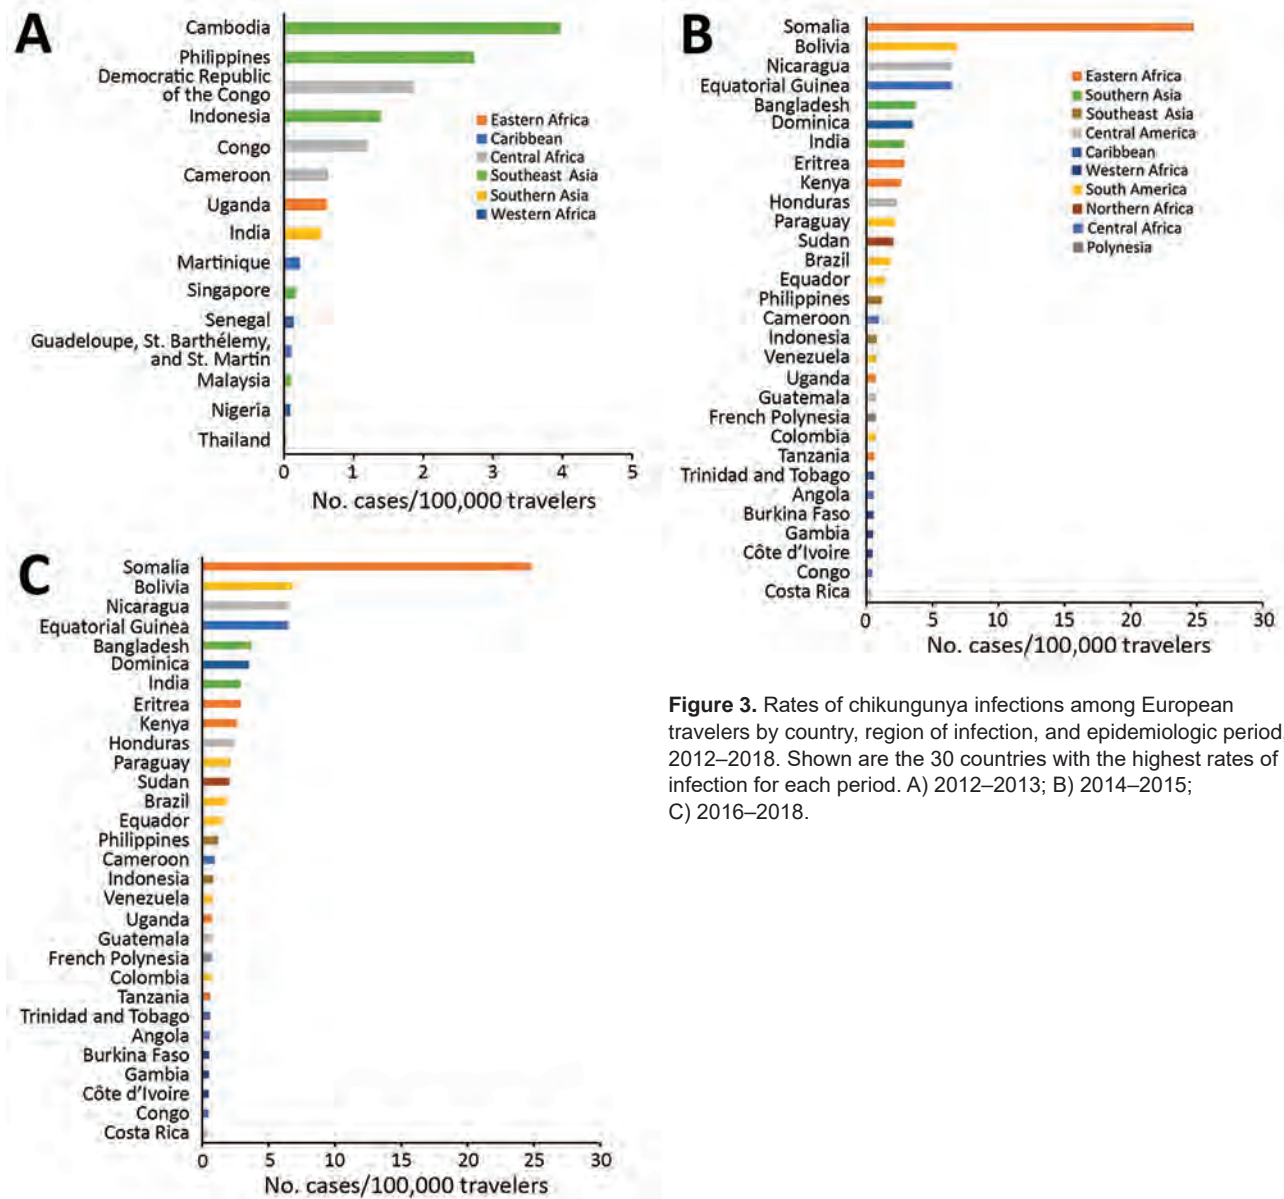 A
Cambodia
Philippines
Democratic Republic
of the Congo
Indonesia
Congo
Cameroon
Uganda
India
Martinique
Singapore
Senegal
Guadeloupe, St. Barthélemy,
and St. Martin
Malaysia
Nigeria
Thailand
0 1 2 3 4 5
No. cases/100,000 travelers
Eastern Africa
Caribbean
Central Africa
Southeast Asia
Southern Asia
Western Africa
B
Somalia
Bolivia
Nicaragua
Equatorial Guinea
Bangladesh
Dominica
India
Eritrea
Kenya
Honduras
Paraguay
Sudan
Brazil
Equador
Philippines
Cameroon
Indonesia
Venezuela
Uganda
Guatemala
French Polynesia
Colombia
Tanzania
Trinidad and Tobago
Angola
Burkina Faso
Gambia
Côte d'Ivoire
Congo
Costa Rica
0 5 10 15 20 25 30
No. cases/100,000 travelers
Eastern Africa
Southern Asia
Southeast Asia
Central America
Caribbean
Western Africa
South America
Northern Africa
Central Africa
Polynesia
C
Somalia
Bolivia
Nicaragua
Equatorial Guinea
Bangladesh
Dominica
India
Eritrea
Kenya
Honduras
Paraguay
Sudan
Brazil
Equador
Philippines
Cameroon
Indonesia
Venezuela
Uganda
Guatemala
French Polynesia
Colombia
Tanzania
Trinidad and Tobago
Angola
Burkina Faso
Gambia
Côte d'Ivoire
Congo
Costa Rica
0 5 10 15 20 25 30
No. cases/100,000 travelers
Figure 3. Rates of chikungunya infections among European
travelers by country, region of infection, and epidemiologic period
2012–2018. Shown are the 30 countries with the highest rates of
infection for each period. A) 2012–2013; B) 2014–2015;
C) 2016–2018.